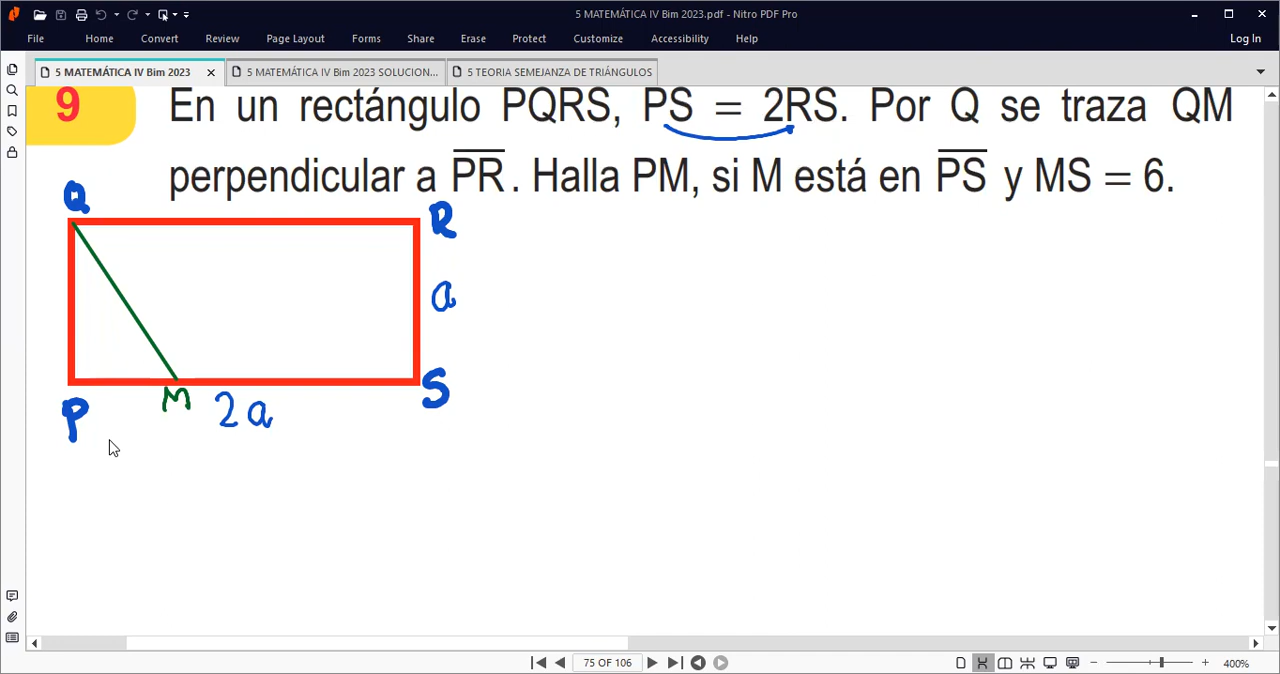 5 MATEMÁTICA IV Bim 2023.pdf - Nitro PDF Pro
File Home Convert Review Page Layout Forms Share Erase Protect Customize Accessibility Help Log In
5 MATEMÁTICA IV Bim 2023 5 MATEMÁTICA IV Bim 2023 SOLUCION... 5 TEORIA SEMEJANZA DE TRIÁNGULOS
9 En un rectángulo PQRS, PS = 2RS. Por Q se traza QM
perpendicular a PR. Halla PM, si M está en PS y MS = 6.
Q
R
a
S
P M 2a
75 OF 106 400%